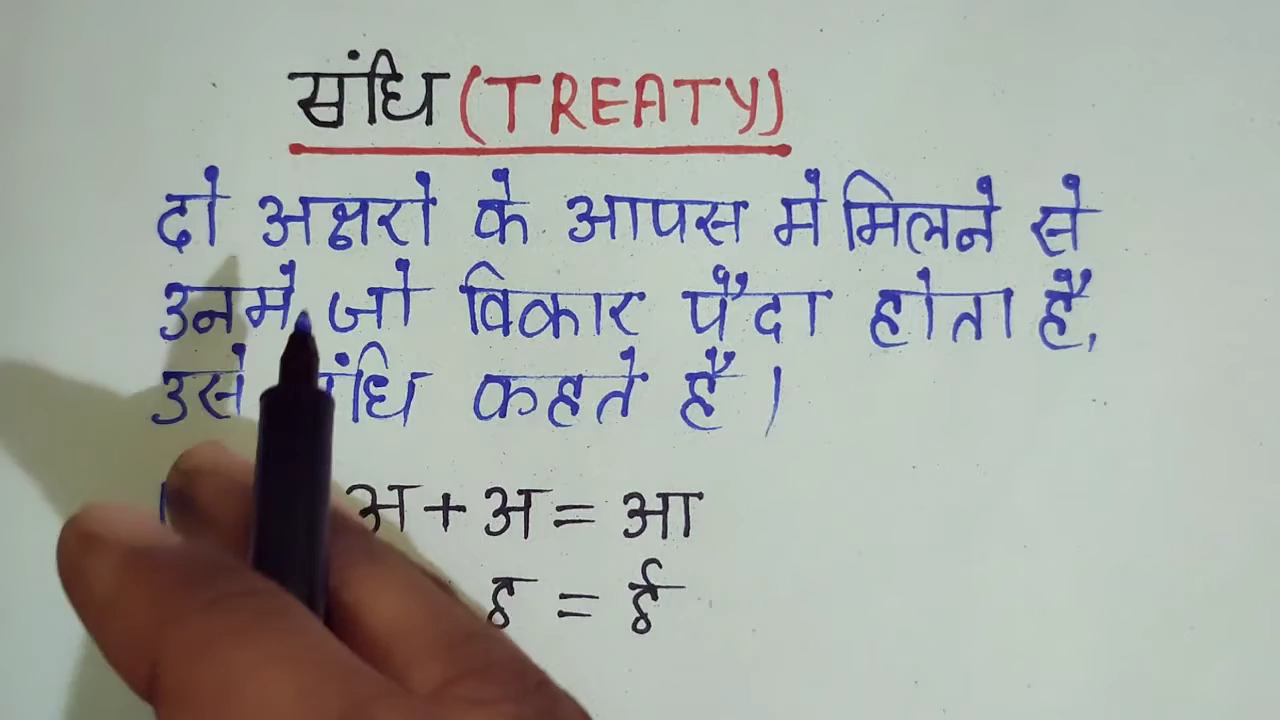 संधि (TREATY)
दो अक्षरो के आपस मे मिलने से
उनमे जो विकार पैदा होता है,
उसे कहते है।
अ + अ = आ
इ = ई